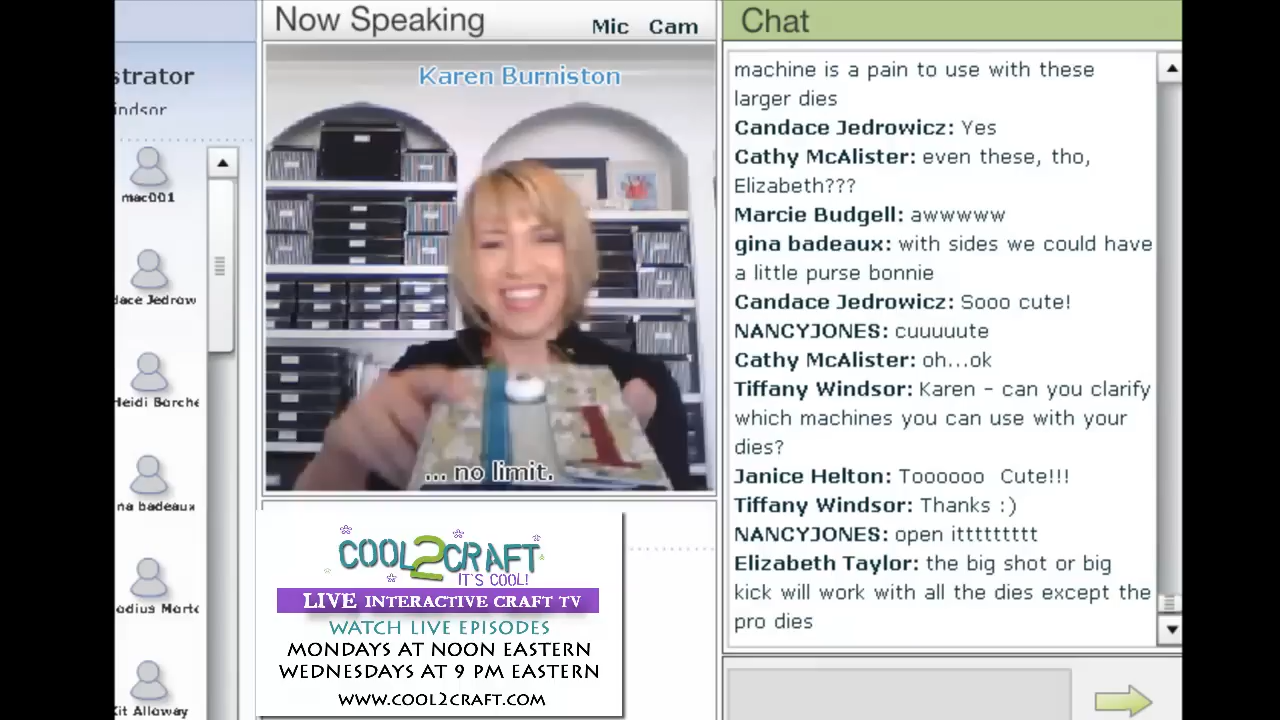 strator
indsor
mac001
dace Jedrow
Heidi Borche
na badeaux
adius Morte
Kit Alloway
Now Speaking
Mic Cam
Karen Burniston
... no limit.
COOL2CRAFT
IT'S COOL!
LIVE INTERACTIVE CRAFT TV
WATCH LIVE EPISODES
MONDAYS AT NOON EASTERN
WEDNESDAYS AT 9 PM EASTERN
WWW.COOL2CRAFT.COM
Chat
machine is a pain to use with these
larger dies
Candace Jedrowicz: Yes
Cathy McAlister: even these, tho,
Elizabeth???
Marcie Budgell: awwwww
gina badeaux: with sides we could have
a little purse bonnie
Candace Jedrowicz: Sooo cute!
NANCYJONES: cuuuuute
Cathy McAlister: oh...ok
Tiffany Windsor: Karen - can you clarify
which machines you can use with your
dies?
Janice Helton: Toooooo Cute!!!
Tiffany Windsor: Thanks :)
NANCYJONES: open ittttttttt
Elizabeth Taylor: the big shot or big
kick will work with all the dies except the
pro dies